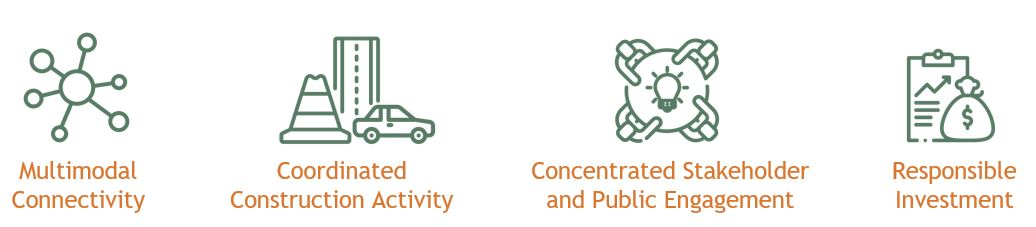 Multimodal
Connectivity
Coordinated
Construction Activity
Concentrated Stakeholder
and Public Engagement
$
Responsible
Investment